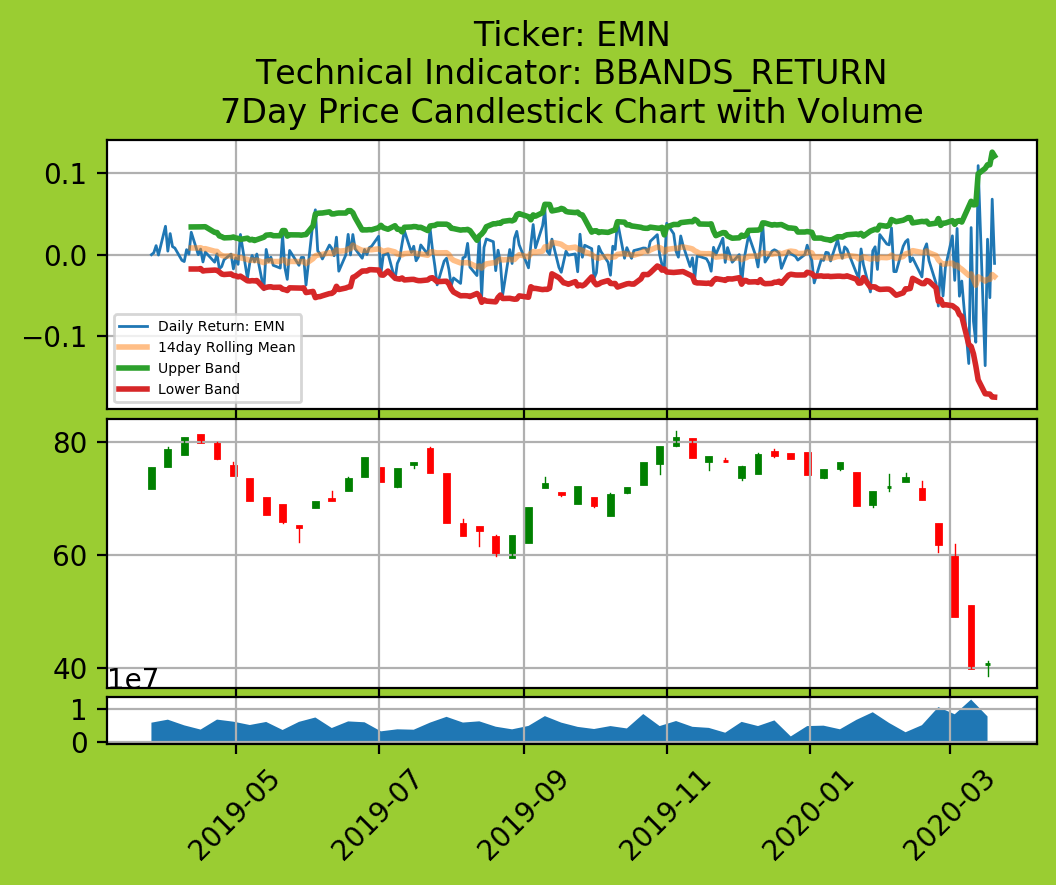 Ticker: EMN
Technical Indicator: BBANDS_RETURN
7Day Price Candlestick Chart with Volume
0.1
0.0
−0.1
Daily Return: EMN
14day Rolling Mean
Upper Band
Lower Band
80
60
40
1e7
1
0
2019-05
2019-07
2019-09
2019-11
2020-01
2020-03